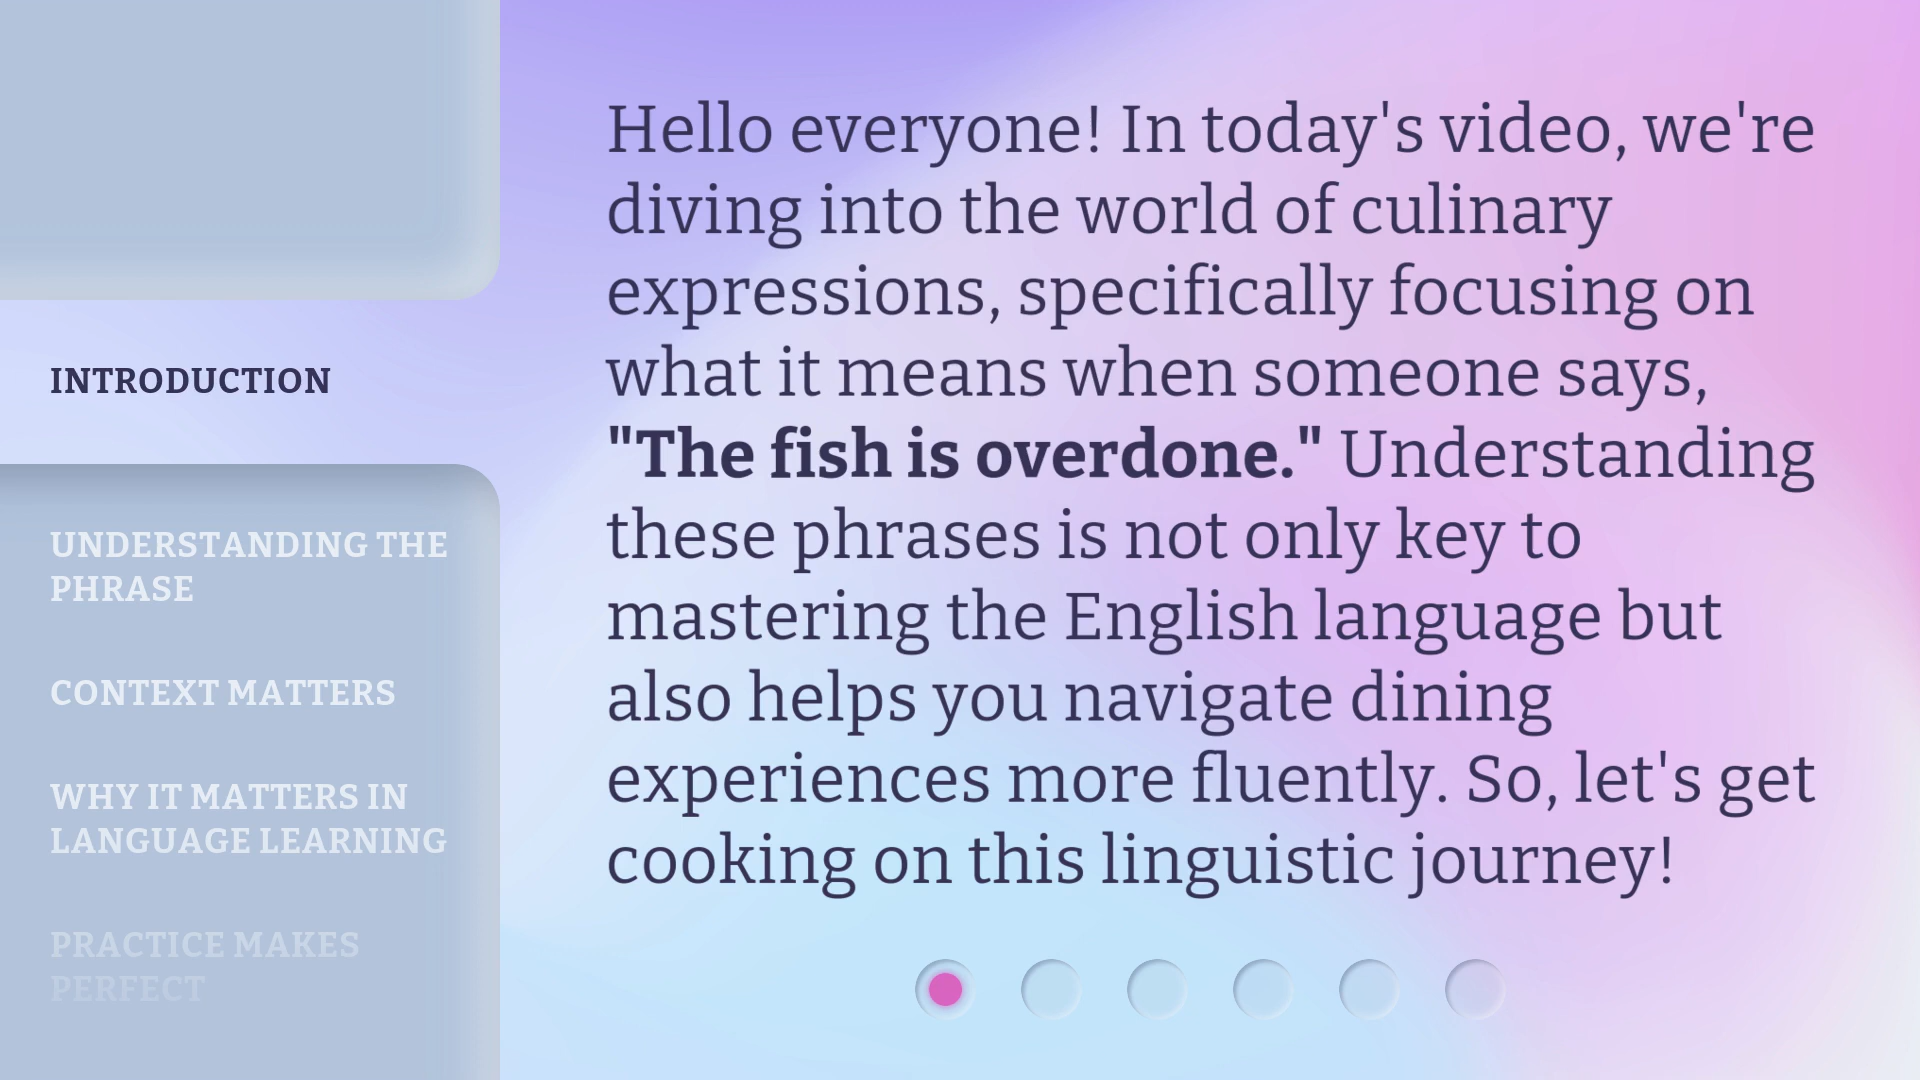 INTRODUCTION
UNDERSTANDING THE
PHRASE
CONTEXT MATTERS
WHY IT MATTERS IN
LANGUAGE LEARNING
PRACTICE MAKES
PERFECT
Hello everyone! In today's video, we're
diving into the world of culinary
expressions, specifically focusing on
what it means when someone says,
"The fish is overdone." Understanding
these phrases is not only key to
mastering the English language but
also helps you navigate dining
experiences more fluently. So, let's get
cooking on this linguistic journey!